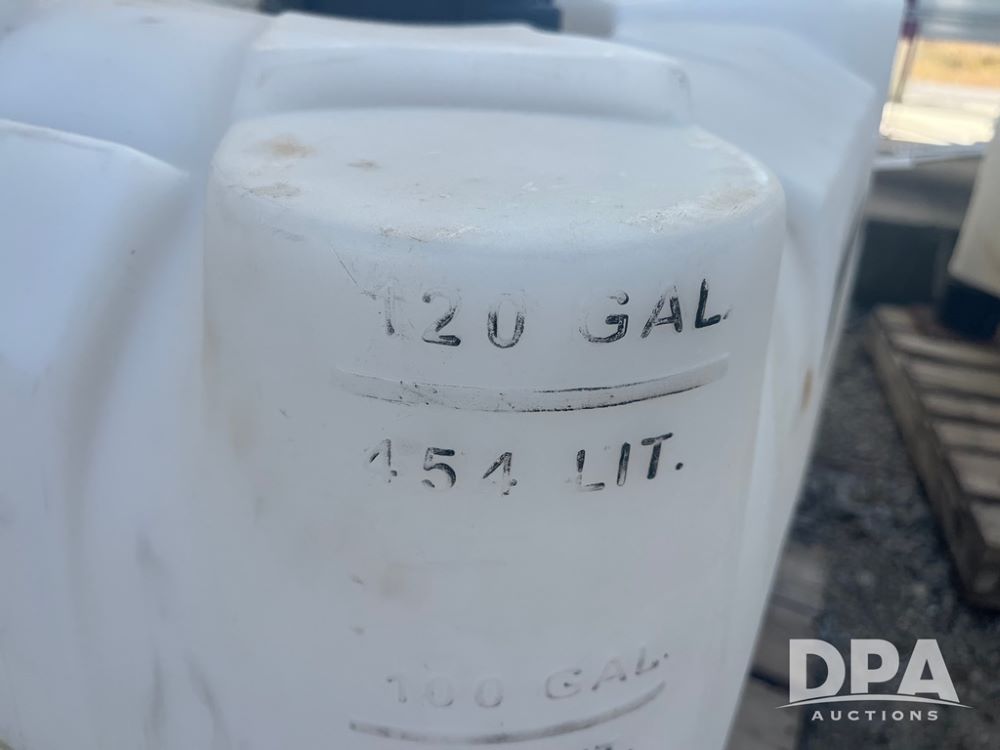 120 GAL.
454 LIT.
100 GAL.
DPA
AUCTIONS